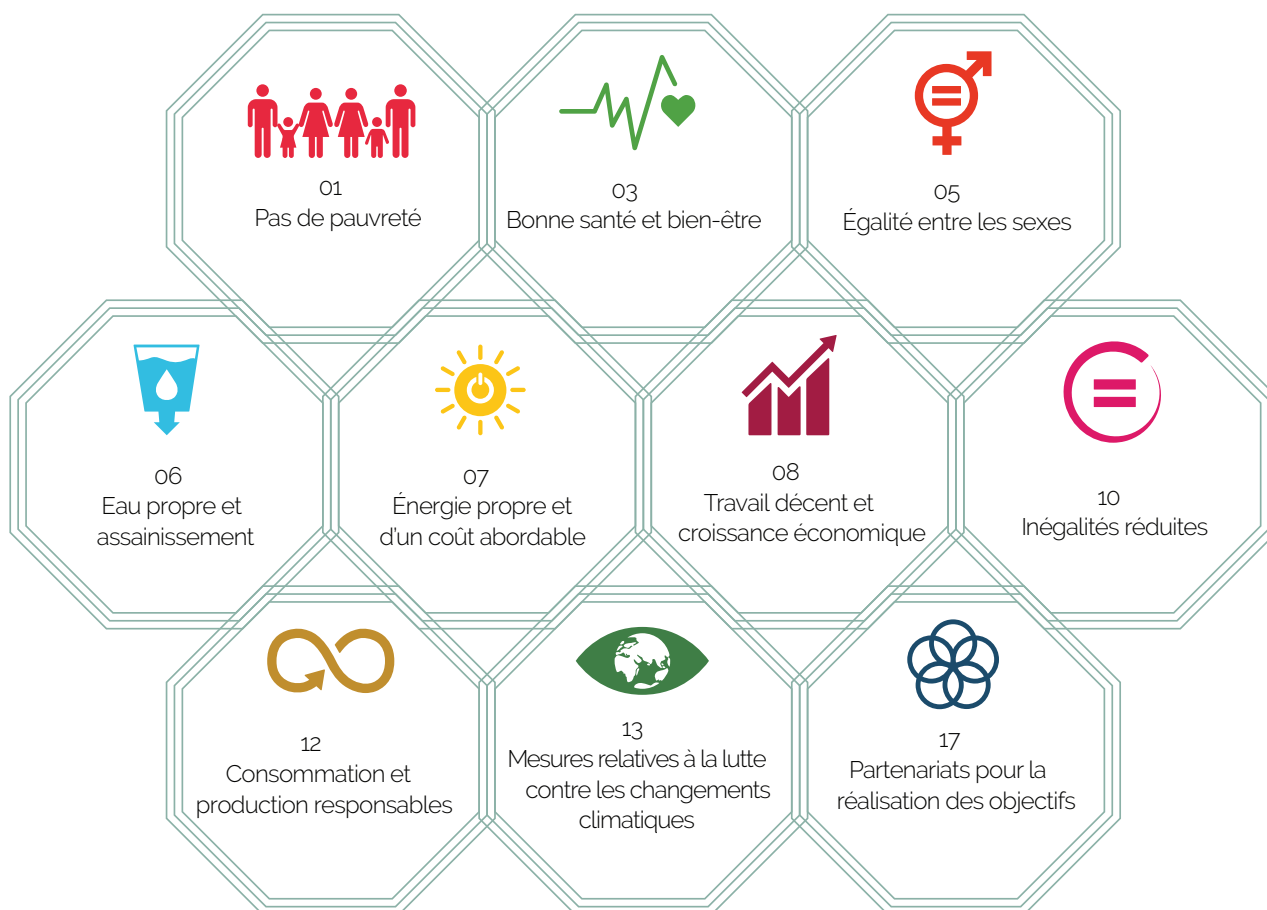 01
Pas de pauvreté
03
Bonne santé et bien-être
05
Égalité entre les sexes
06
Eau propre et
assainissement
07
Énergie propre et
d'un coût abordable
08
Travail décent et
croissance économique
10
Inégalités réduites
12
Consommation et
production responsables
13
Mesures relatives à la lutte
contre les changements
climatiques
17
Partenariats pour la
réalisation des objectifs